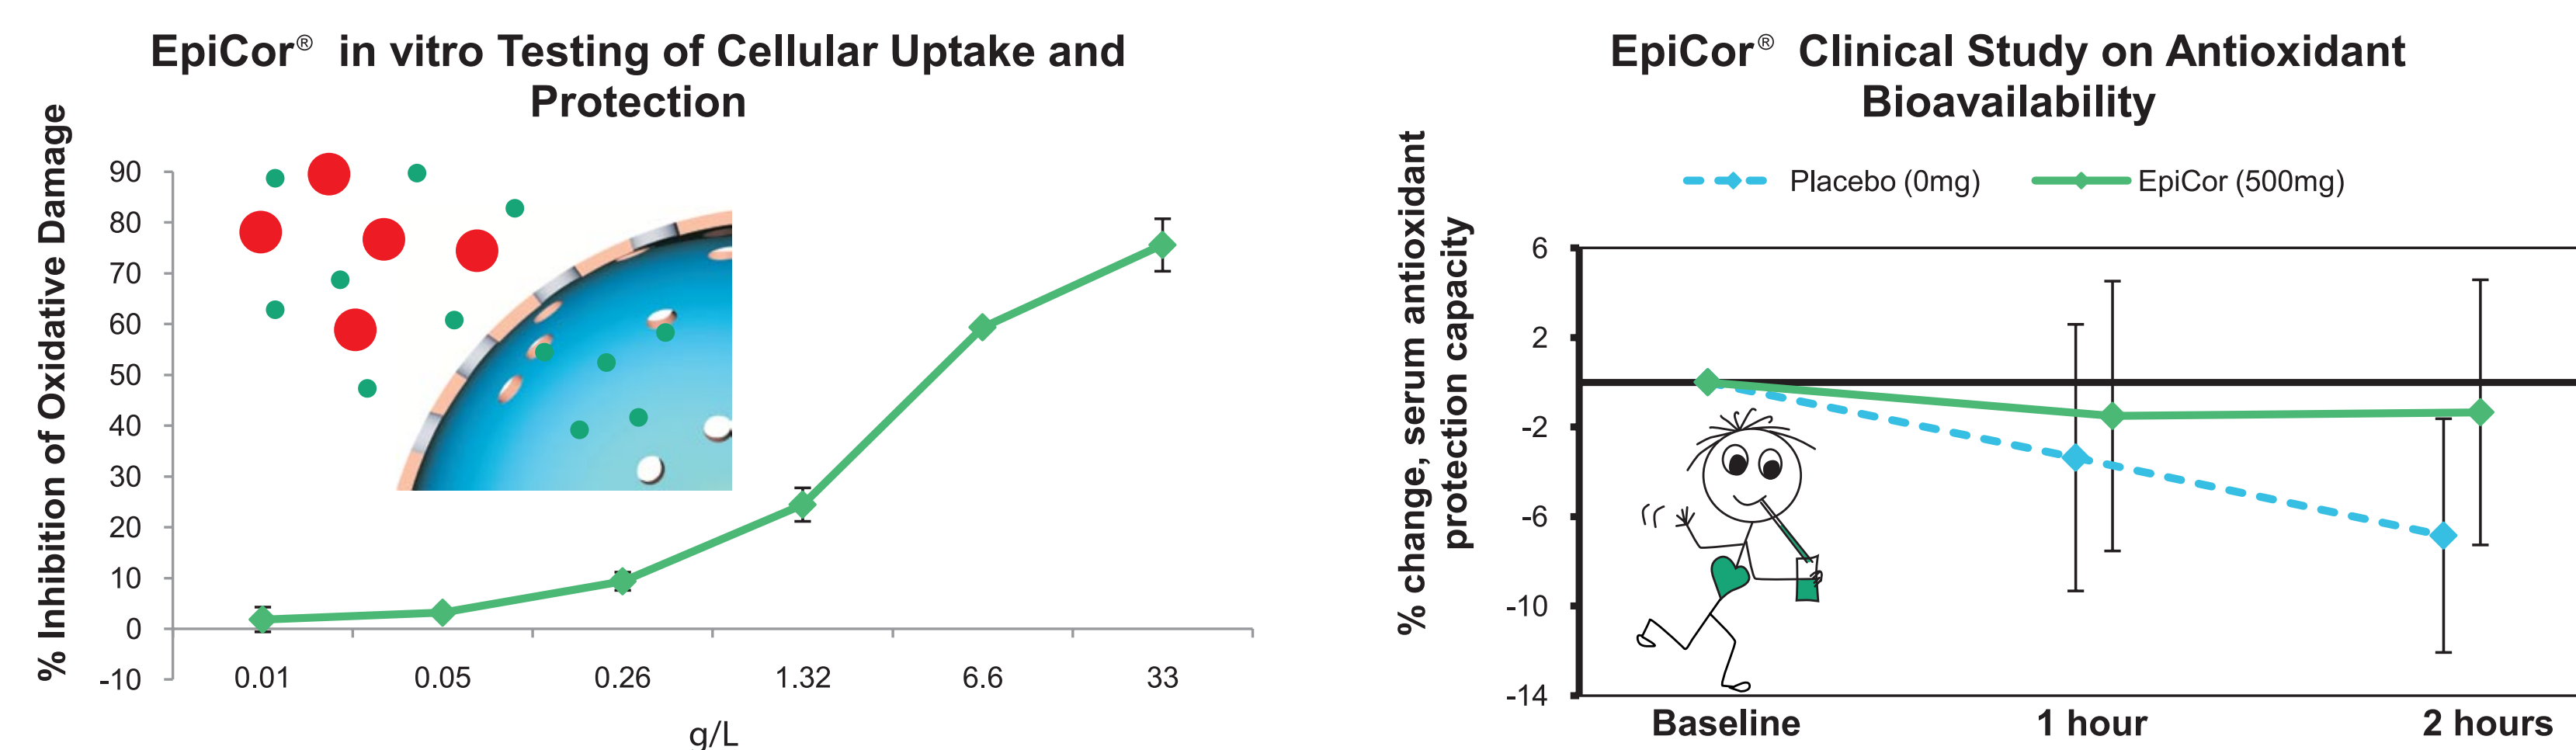 EpiCor® in vitro Testing of Cellular Uptake and
Protection
% Inhibition of Oxidative Damage
90
80
70
60
50
40
30
20
10
0
-10
0.01 0.05 0.26 1.32 6.6 33
g/L
EpiCor® Clinical Study on Antioxidant
Bioavailability
Placebo (0mg) EpiCor (500mg)
% change, serum antioxidant
protection capacity
6
2
-2
-6
-10
-14
Baseline 1 hour 2 hours